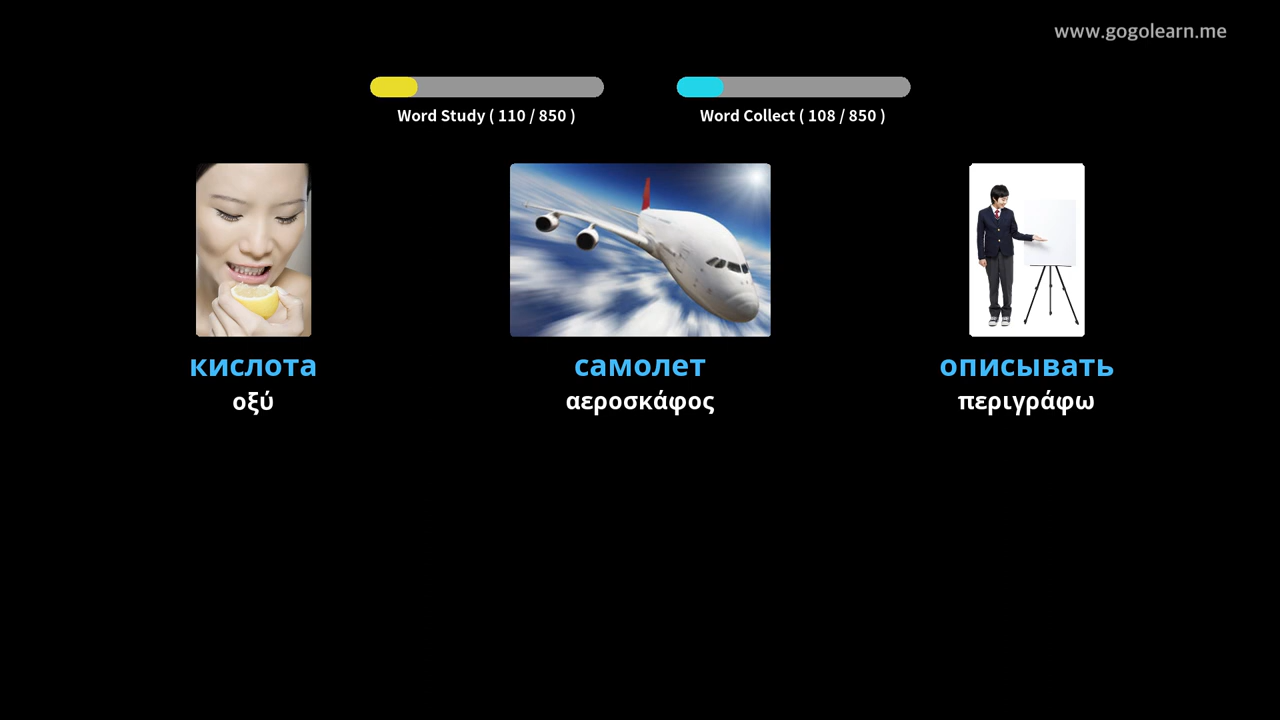 www.gogolearn.me
Word Study ( 110 / 850 )
Word Collect ( 108 / 850 )
кислота
οξύ
самолет
αεροσκάφος
описывать
περιγράφω